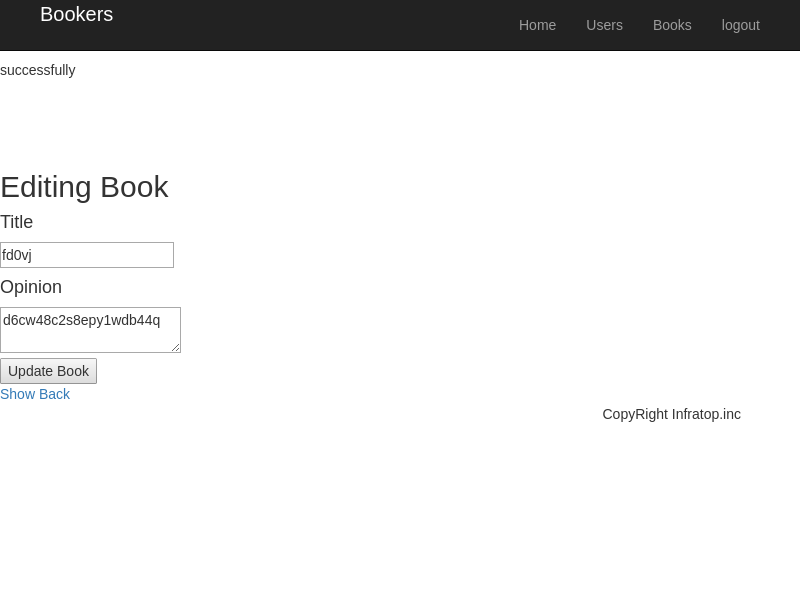 Bookers
Home Users Books logout
successfully
Editing Book
Title
fd0vj
Opinion
d6cw48c2s8epy1wdb44q
Update Book
Show Back
CopyRight Infratop.inc